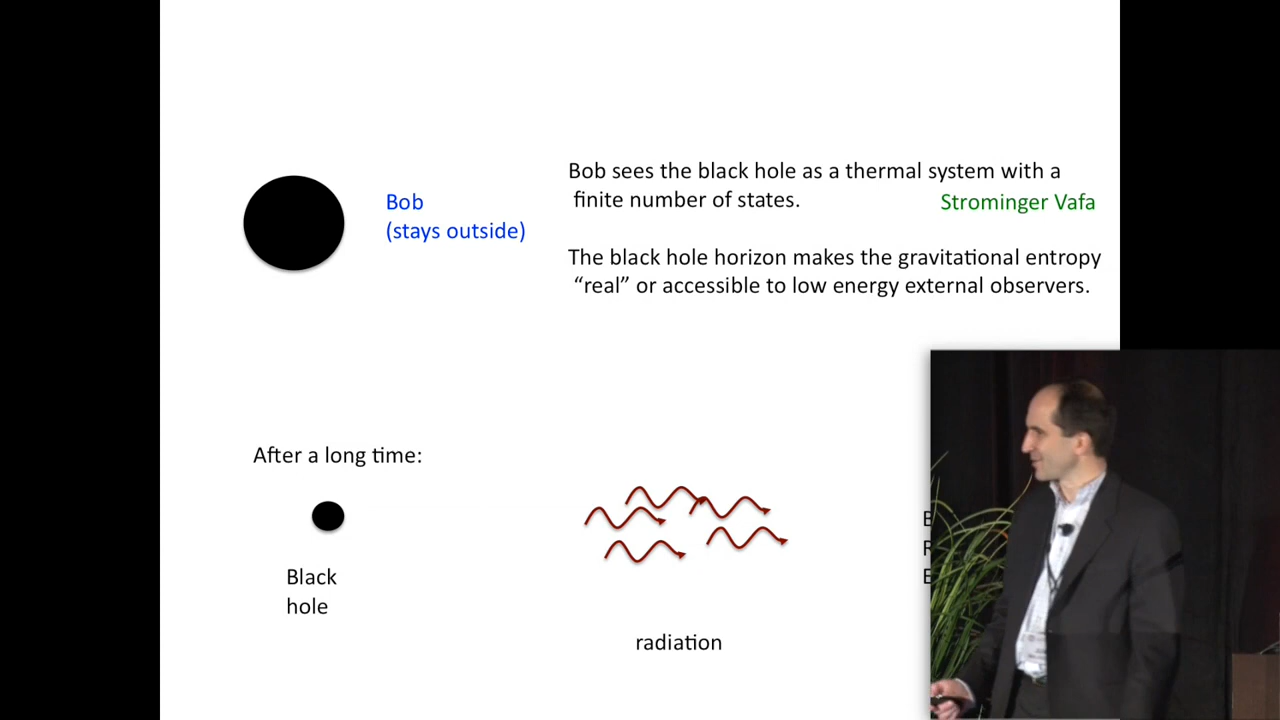 Bob sees the black hole as a thermal system with a
finite number of states.
Strominger Vafa
Bob
(stays outside)
The black hole horizon makes the gravitational entropy
“real” or accessible to low energy external observers.
After a long time:
Black
hole
radiation